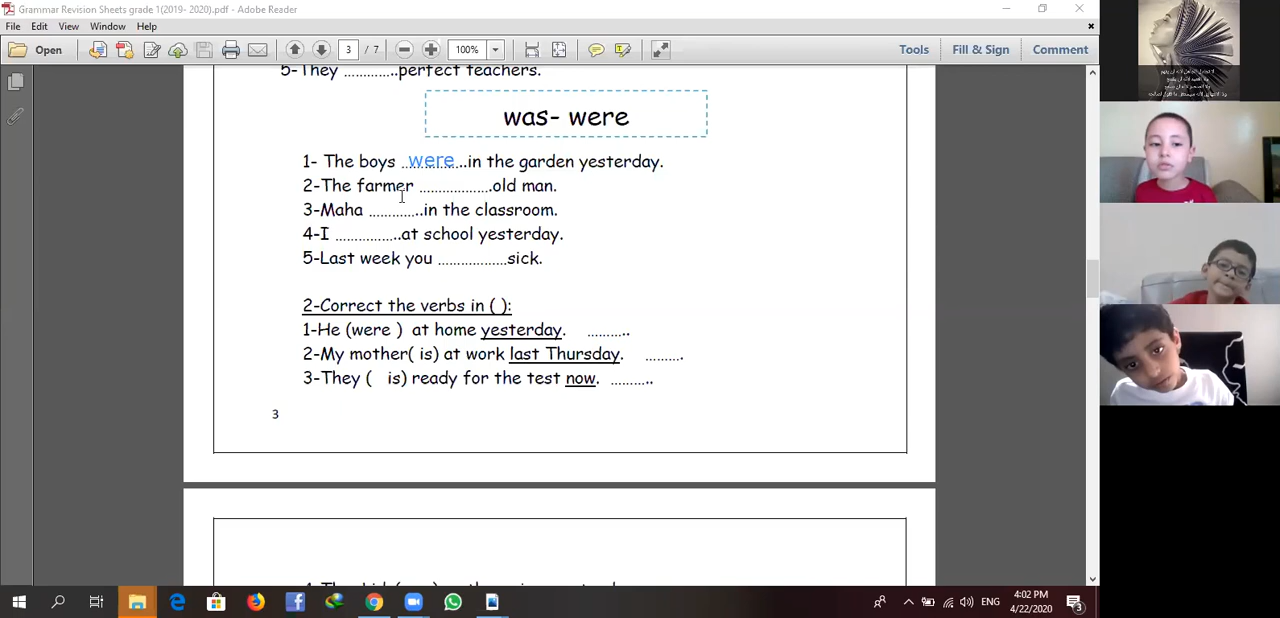 Grammar Revision Sheets grade 1(2019- 2020).pdf - Adobe Reader
File Edit View Window Help
Open 3 / 7 100% Tools Fill & Sign Comment
5-They ..............perfect teachers.
was- were
1- The boys ..were...in the garden yesterday.
2-The farmer ...................old man.
3-Maha ..............in the classroom.
4-I .................at school yesterday.
5-Last week you ..................sick.
2-Correct the verbs in ( ):
1-He (were ) at home yesterday. ...........
2-My mother( is) at work last Thursday. ..........
3-They ( is) ready for the test now. ...........
3
ENG
4:02 PM
4/22/2020
3